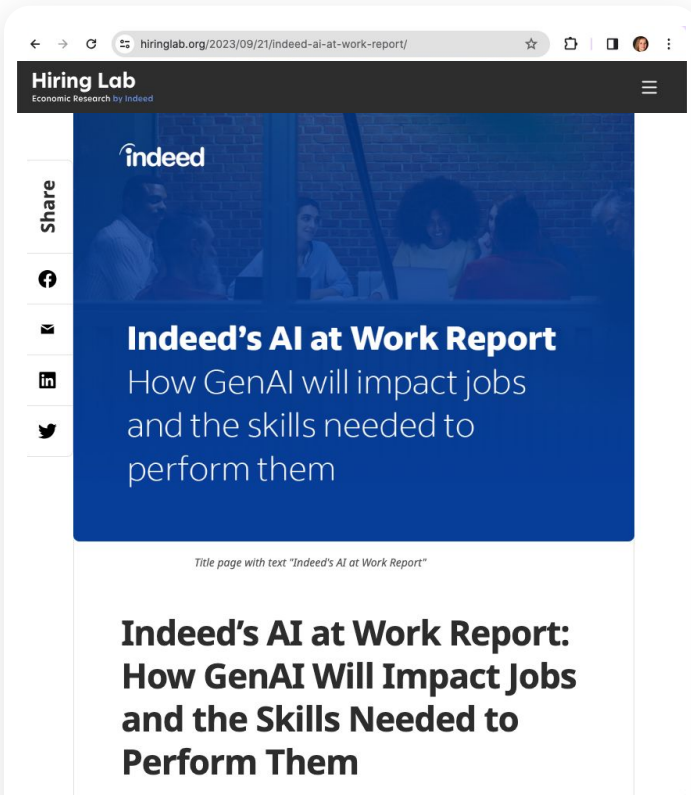 hiringlab.org/2023/09/21/indeed-ai-at-work-report/
Hiring Lab
Economic Research by Indeed
Share
indeed
Indeed's AI at Work Report
How GenAI will impact jobs
and the skills needed to
perform them
Title page with text "Indeed's AI at Work Report"
Indeed's AI at Work Report:
How GenAI Will Impact Jobs
and the Skills Needed to
Perform Them